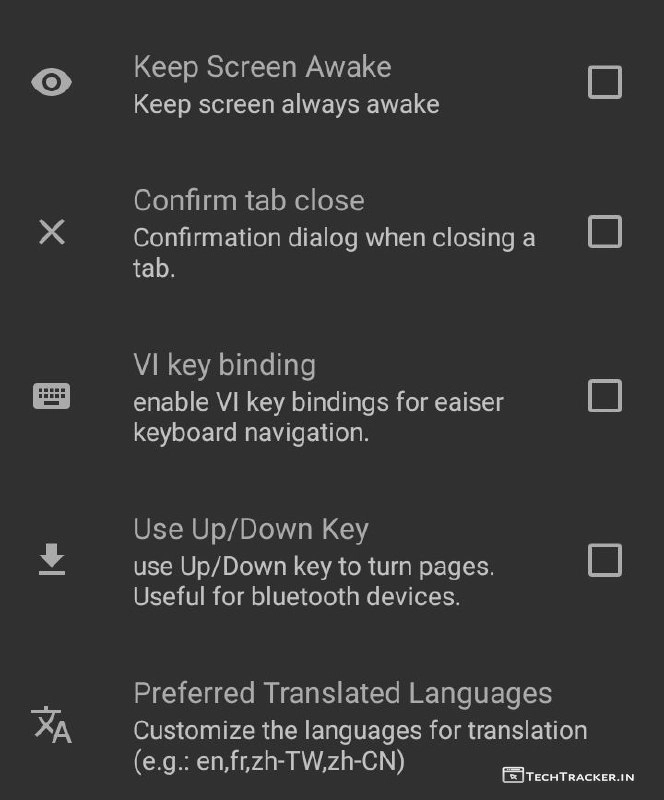 Keep Screen Awake
Keep screen always awake
Confirm tab close
Confirmation dialog when closing a
tab.
VI key binding
enable VI key bindings for eaiser
keyboard navigation.
Use Up/Down Key
use Up/Down key to turn pages.
Useful for bluetooth devices.
Preferred Translated Languages
Customize the languages for translation
(e.g.: en,fr,zh-TW,zh-CN)
TECHTRACKER.IN